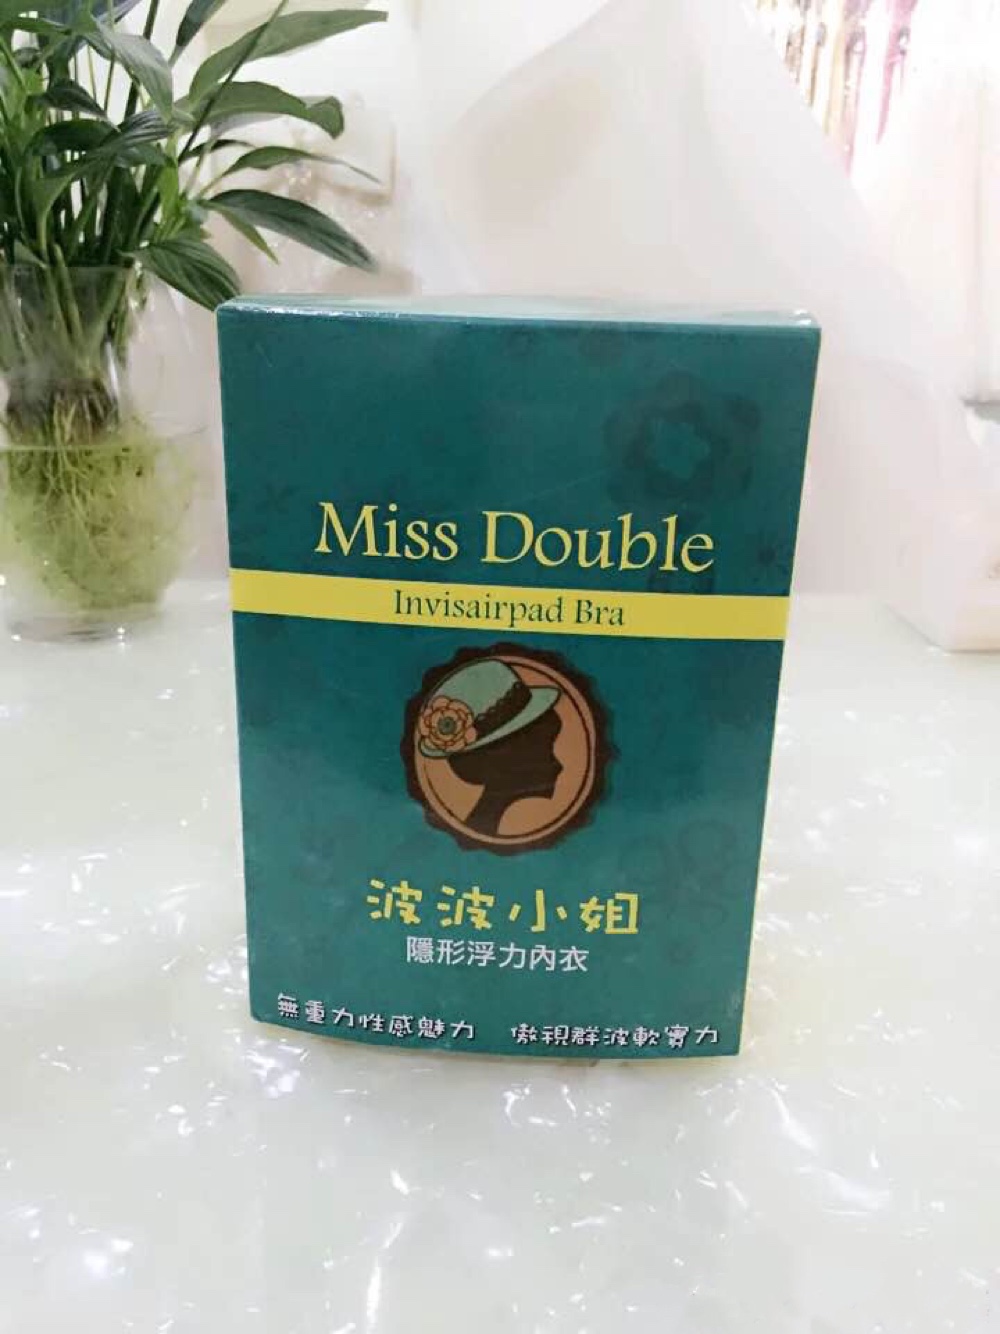 Miss Double
Invisairpad Bra
波波小姐
隱形浮力內衣
無重力性感魅力 傲視群波軟實力